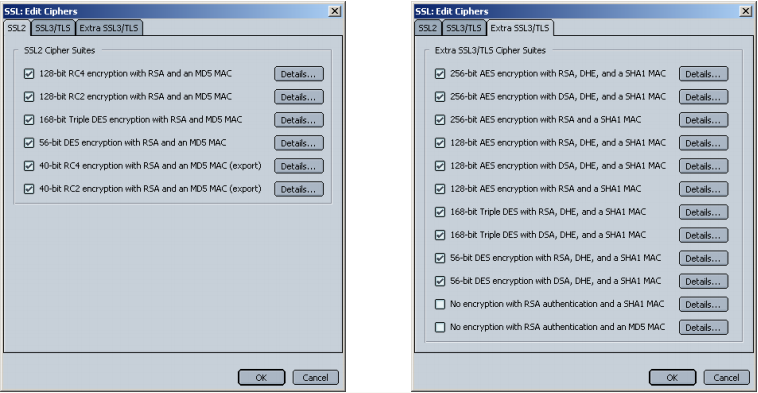 SSL: Edit Ciphers
SSL2 SSL3/TLS Extra SSL3/TLS
SSL2 Cipher Suites
128-bit RC4 encryption with RSA and an MD5 MAC Details...
128-bit RC2 encryption with RSA and an MD5 MAC Details...
168-bit Triple DES encryption with RSA and MD5 MAC Details...
56-bit DES encryption with RSA and an MD5 MAC Details...
40-bit RC4 encryption with RSA and an MD5 MAC (export) Details...
40-bit RC2 encryption with RSA and an MD5 MAC (export) Details...
OK Cancel
SSL: Edit Ciphers
SSL2 SSL3/TLS Extra SSL3/TLS
Extra SSL3/TLS Cipher Suites
256-bit AES encryption with RSA, DHE, and a SHA1 MAC Details...
256-bit AES encryption with DSA, DHE, and a SHA1 MAC Details...
256-bit AES encryption with RSA and a SHA1 MAC Details...
128-bit AES encryption with RSA, DHE, and a SHA1 MAC Details...
128-bit AES encryption with DSA, DHE, and a SHA1 MAC Details...
128-bit AES encryption with RSA and a SHA1 MAC Details...
168-bit Triple DES with RSA, DHE, and a SHA1 MAC Details...
168-bit Triple DES with DSA, DHE, and a SHA1 MAC Details...
56-bit DES encryption with RSA, DHE, and a SHA1 MAC Details...
56-bit DES encryption with DSA, DHE, and a SHA1 MAC Details...
No encryption with RSA authentication and a SHA1 MAC Details...
No encryption with RSA authentication and an MD5 MAC Details...
OK Cancel